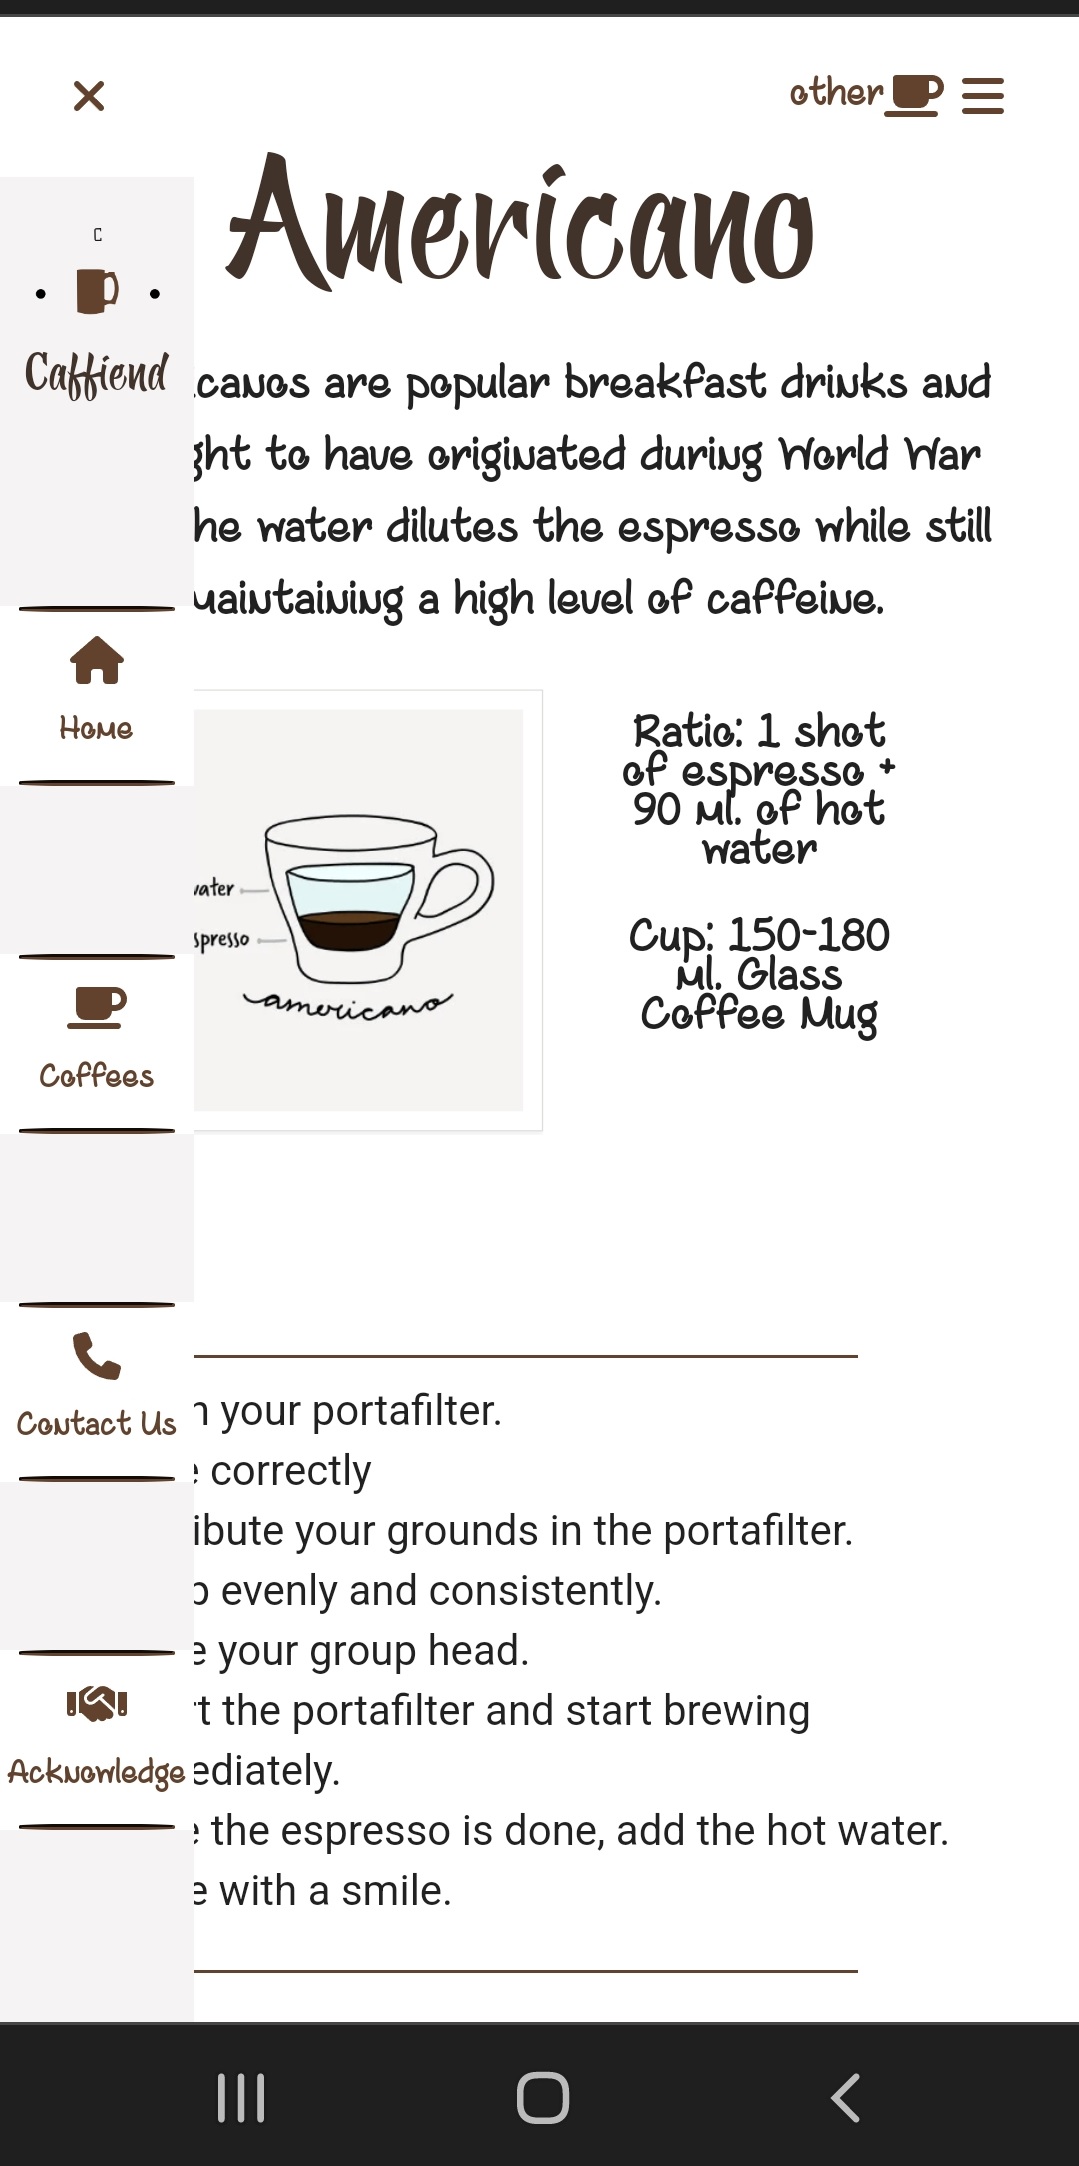 other
Americano
C
Caffiend
canos are popular breakfast drinks and
ght to have originated during World War
he water dilutes the espresso while still
maintaining a high level of caffeine.
Home
Coffees
Contact Us
Acknowledge
water
spresso
americano
Ratio: 1 shot
of espresso +
90 ml. of hot
water
Cup: 150-180
ml. Glass
Coffee Mug
n your portafilter.
e correctly
ibute your grounds in the portafilter.
p evenly and consistently.
e your group head.
rt the portafilter and start brewing
ediately.
e the espresso is done, add the hot water.
e with a smile.